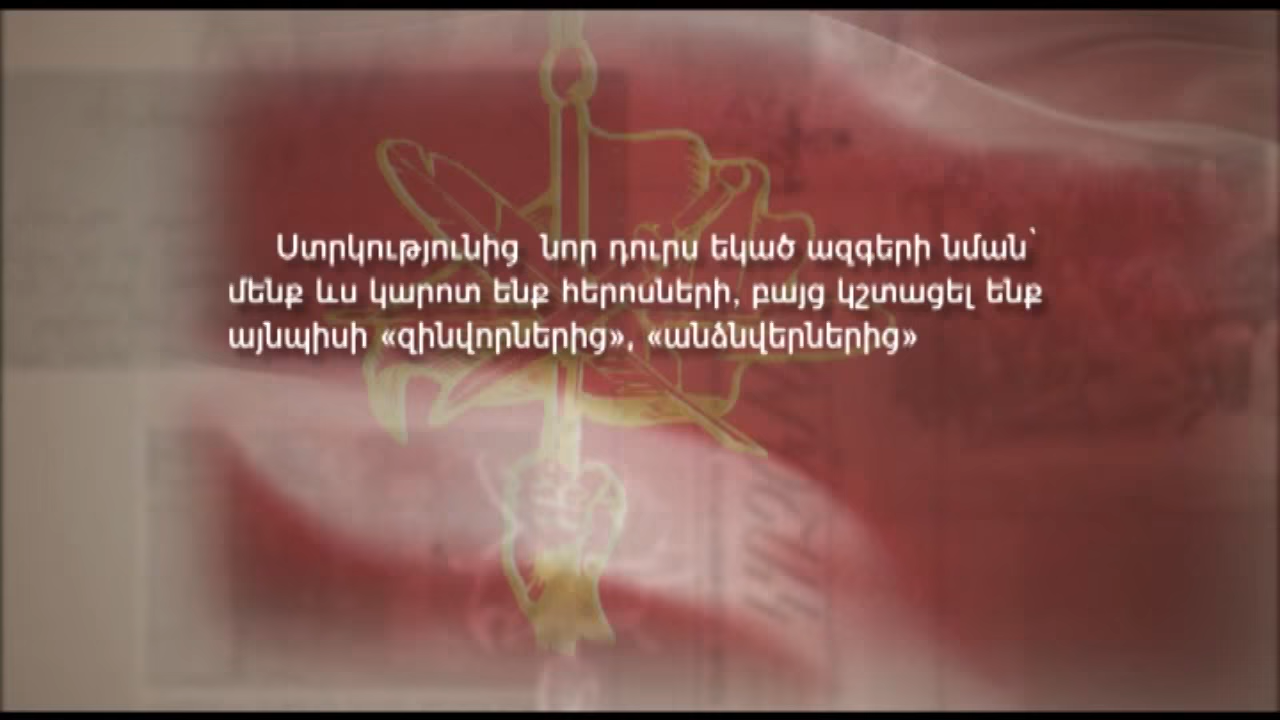 Ստրկությունից նոր դուրս եկած ազգերի նման՝
մենք ևս կարոտ ենք հերոսների, բայց կշտացել ենք
այնպիսի «զինվորներից», «անձնվերներից»